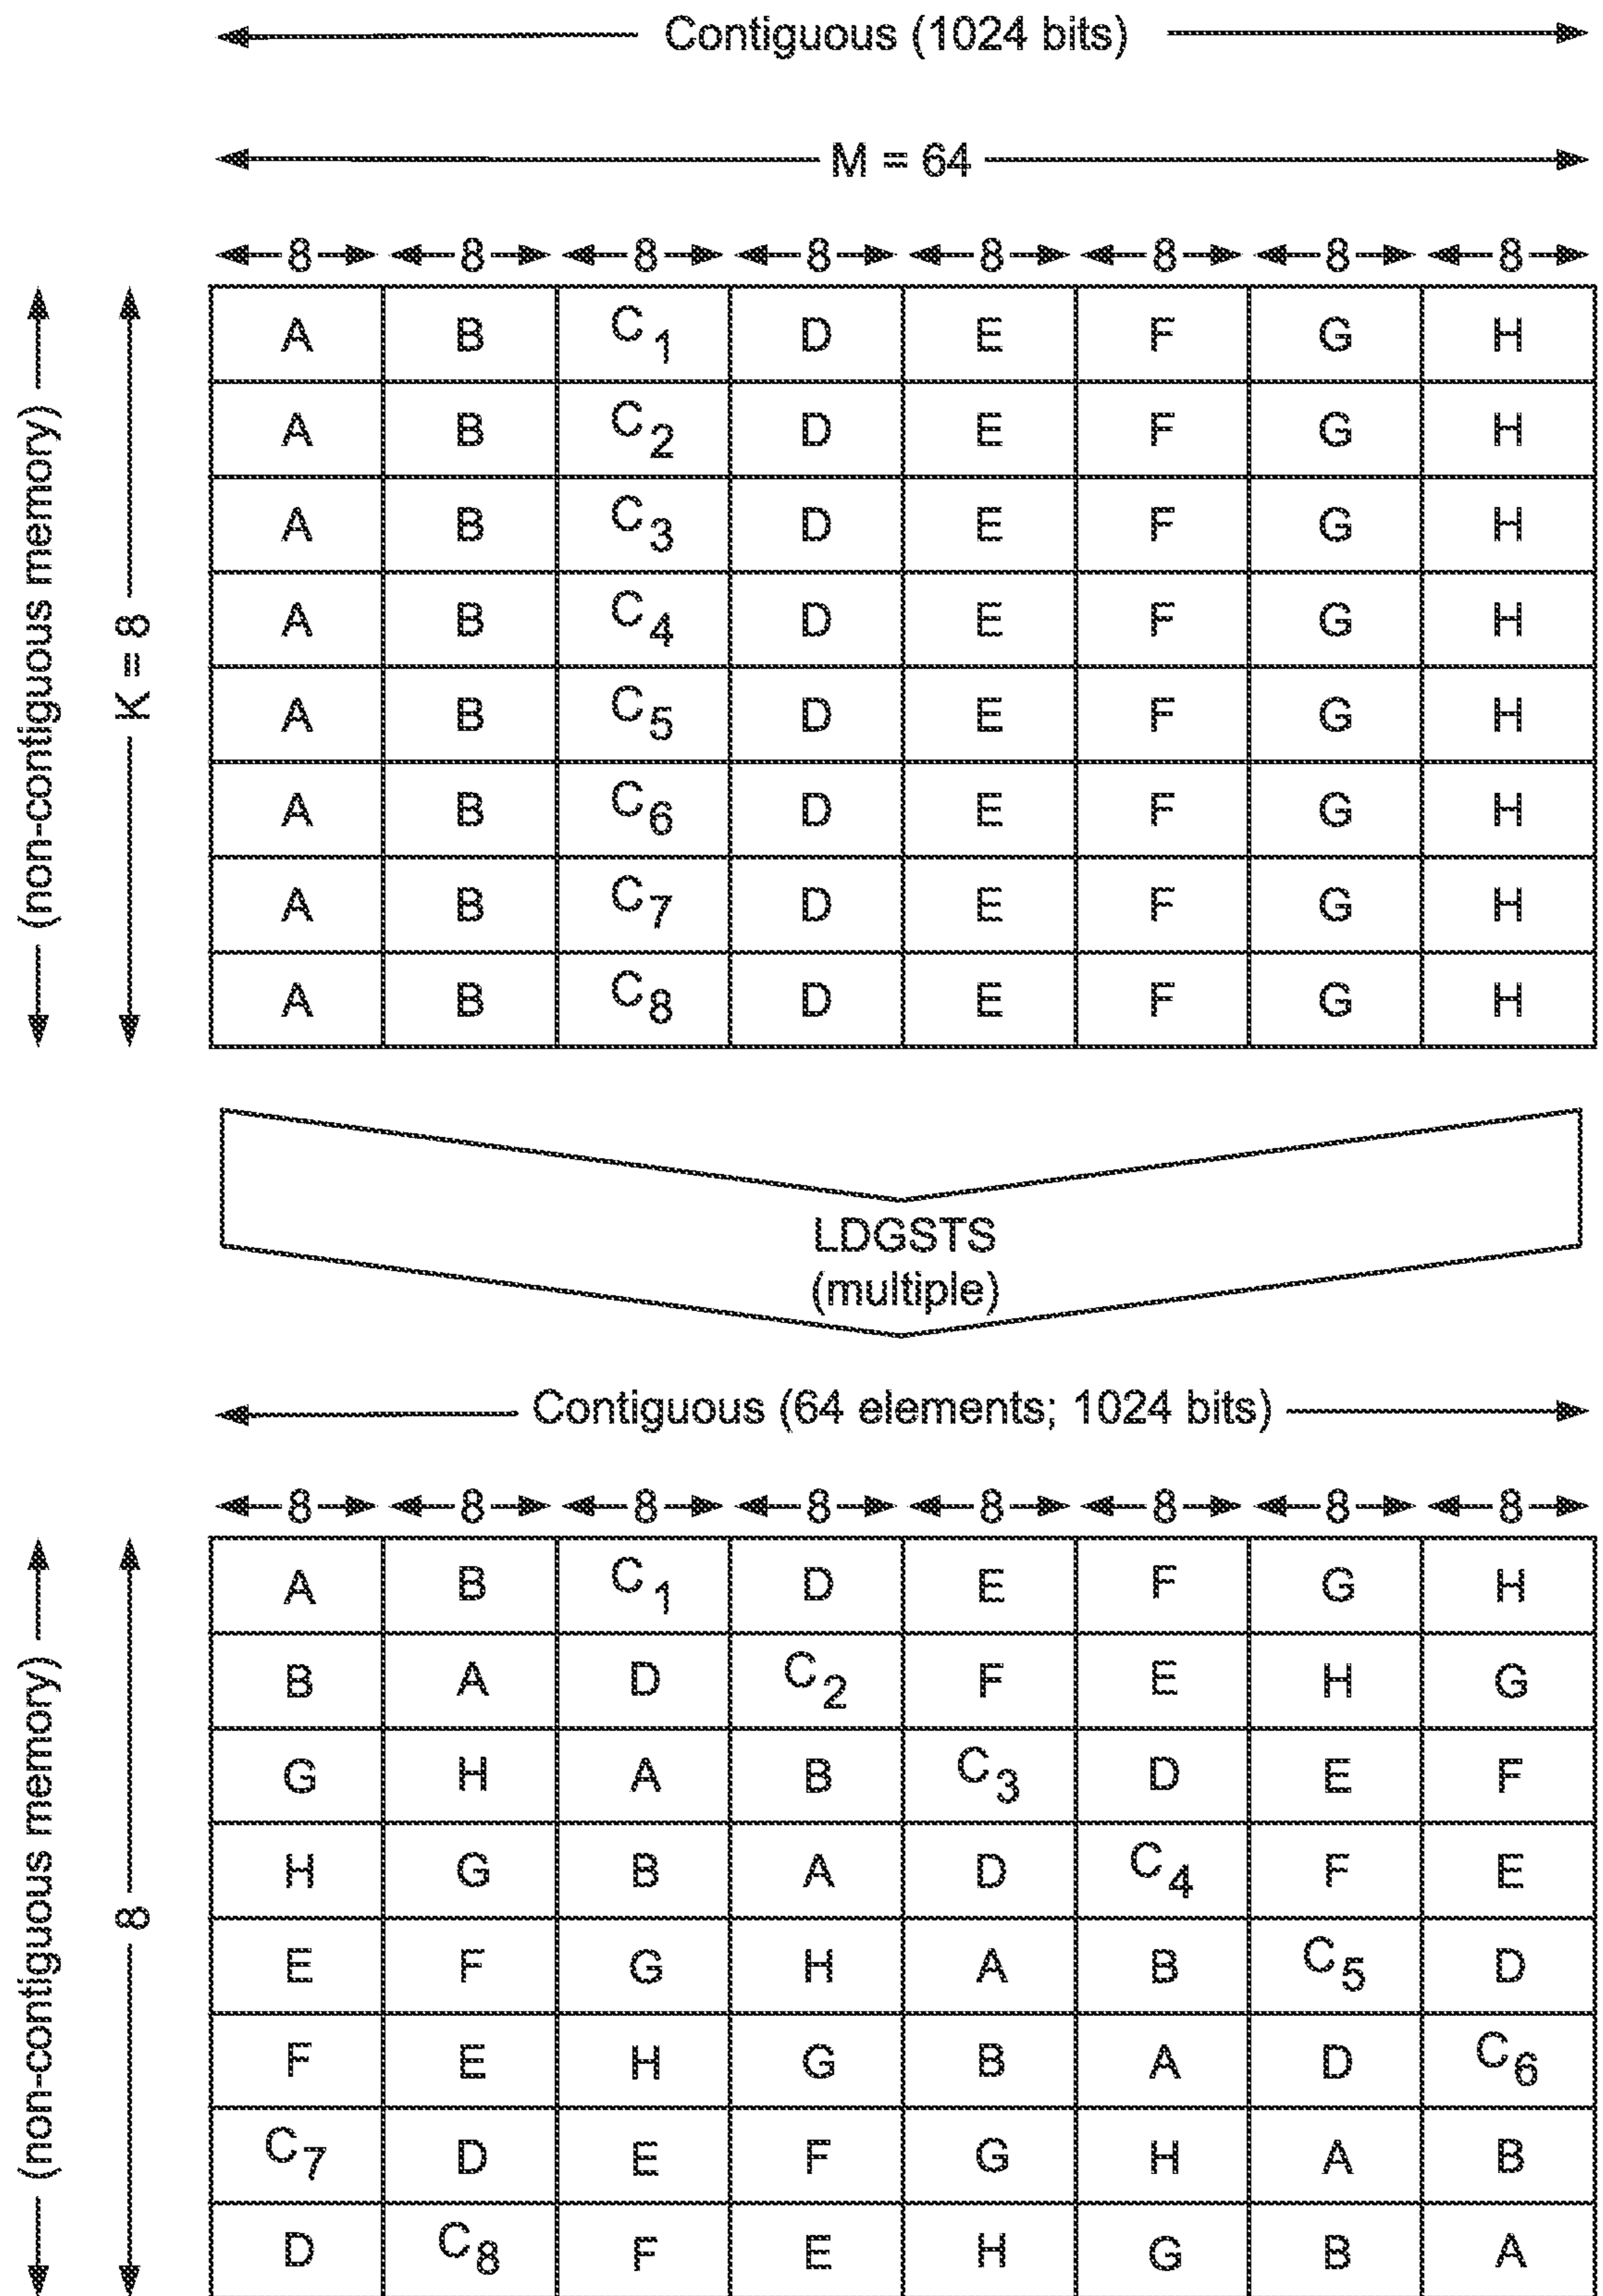 Contiguous (1024 bits)
M = 64
8 8 8 8 8 8 8 8
(non-contiguous memory)
K = 8
A B C1 D E F G H
A B C2 D E F G H
A B C3 D E F G H
A B C4 D E F G H
A B C5 D E F G H
A B C6 D E F G H
A B C7 D E F G H
A B C8 D E F G H
LDGSTS
(multiple)
Contiguous (64 elements; 1024 bits)
8 8 8 8 8 8 8 8
(non-contiguous memory)
8
A B C1 D E F G H
B A D C2 F E H G
G H A B C3 D E F
H G B A D C4 F E
E F G H A B C5 D
F E H G B A D C6
C7 D E F G H A B
D C8 F E H G B A